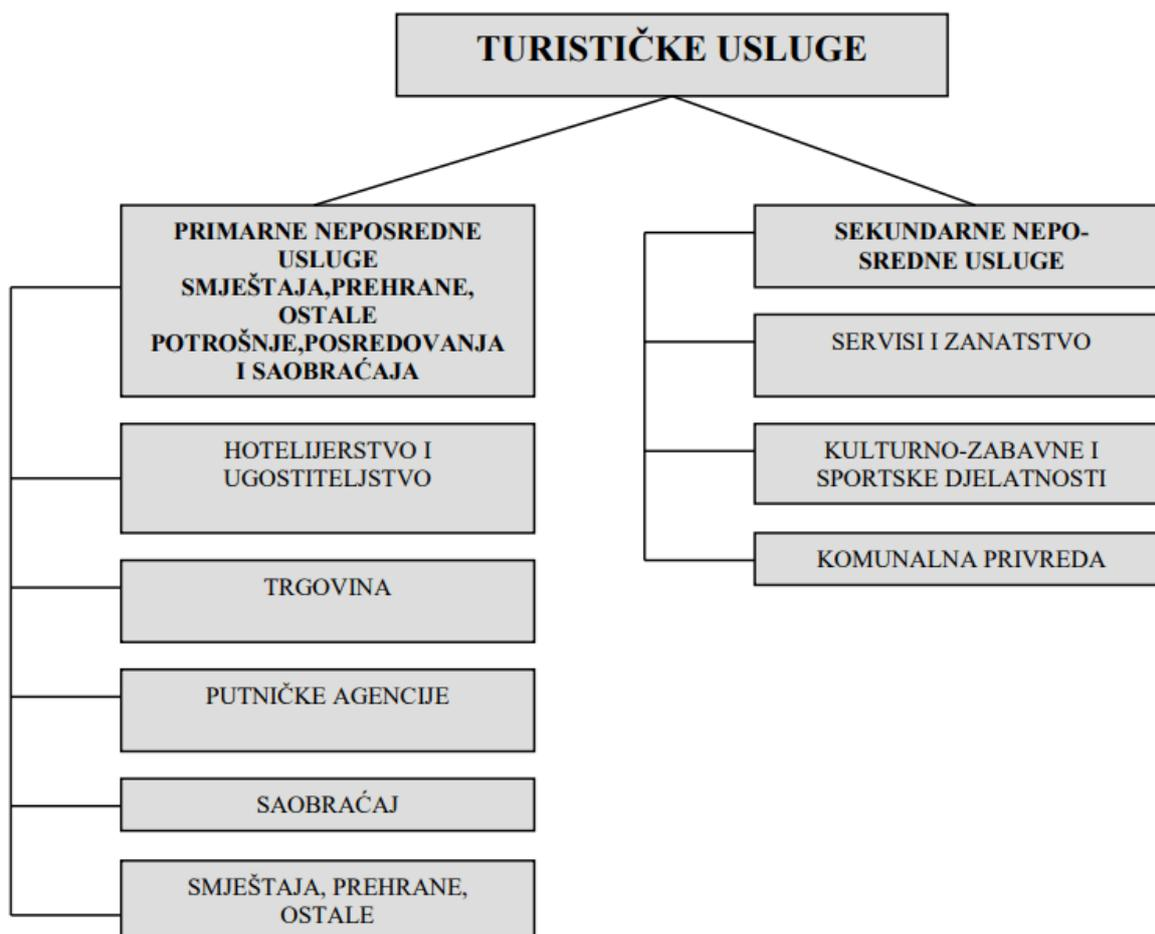 TURISTIČKE USLUGE
PRIMARNE NEPOSREDNE
USLUGE
SMJEŠTAJA,PREHRANE,
OSTALE
POTROŠNJE,POSREDOVANJA
I SAOBRAĆAJA
HOTELIJERSTVO I
UGOSTITELJSTVO
TRGOVINA
PUTNIČKE AGENCIJE
SAOBRAĆAJ
SMJEŠTAJA, PREHRANE,
OSTALE
SEKUNDARNE NEPO-
SREDNE USLUGE
SERVISI I ZANATSTVO
KULTURNO-ZABAVNE I
SPORTSKE DJELATNOSTI
KOMUNALNA PRIVREDA